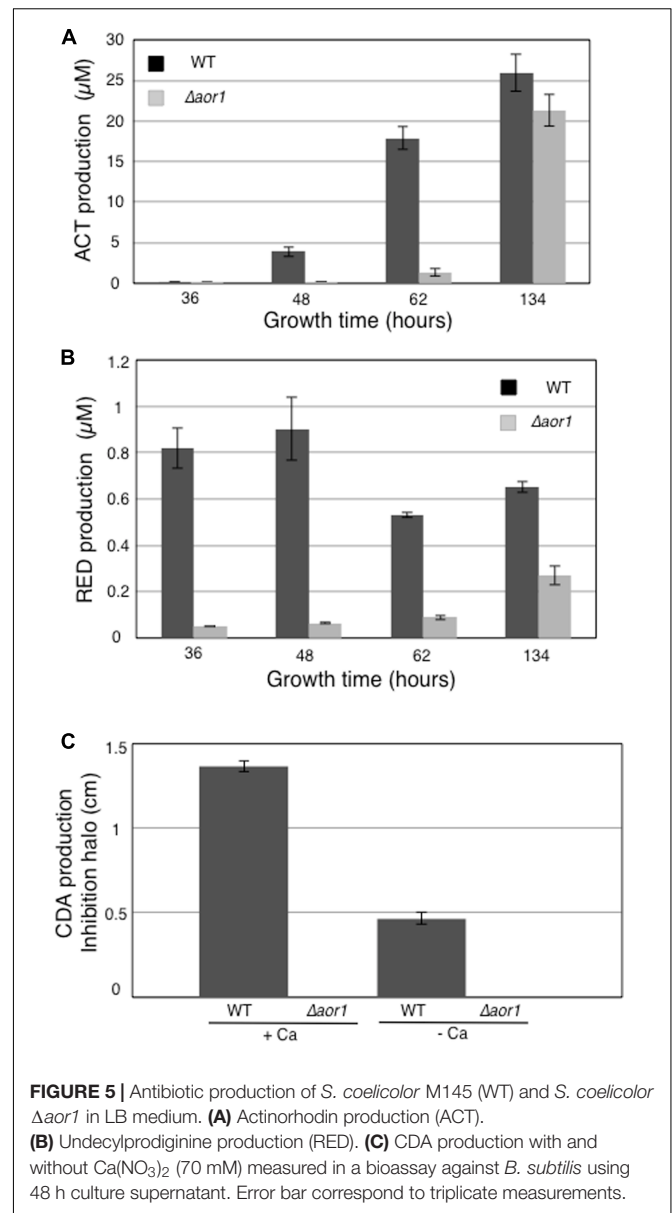 A
WT
Δaor1
ACT production (µM)
30
25
20
15
10
5
0
36 48 62 134
Growth time (hours)
B
WT
Δaor1
RED production (µM)
1.2
1
0.8
0.6
0.4
0.2
0
36 48 62 134
Growth time (hours)
C
CDA production
Inhibition halo (cm)
1.5
1
0.5
0
WT Δaor1 WT Δaor1
+ Ca - Ca
FIGURE 5 | Antibiotic production of S. coelicolor M145 (WT) and S. coelicolor
Δaor1 in LB medium. (A) Actinorhodin production (ACT).
(B) Undecylprodiginine production (RED). (C) CDA production with and
without Ca(NO₃)₂ (70 mM) measured in a bioassay against B. subtilis using
48 h culture supernatant. Error bar correspond to triplicate measurements.